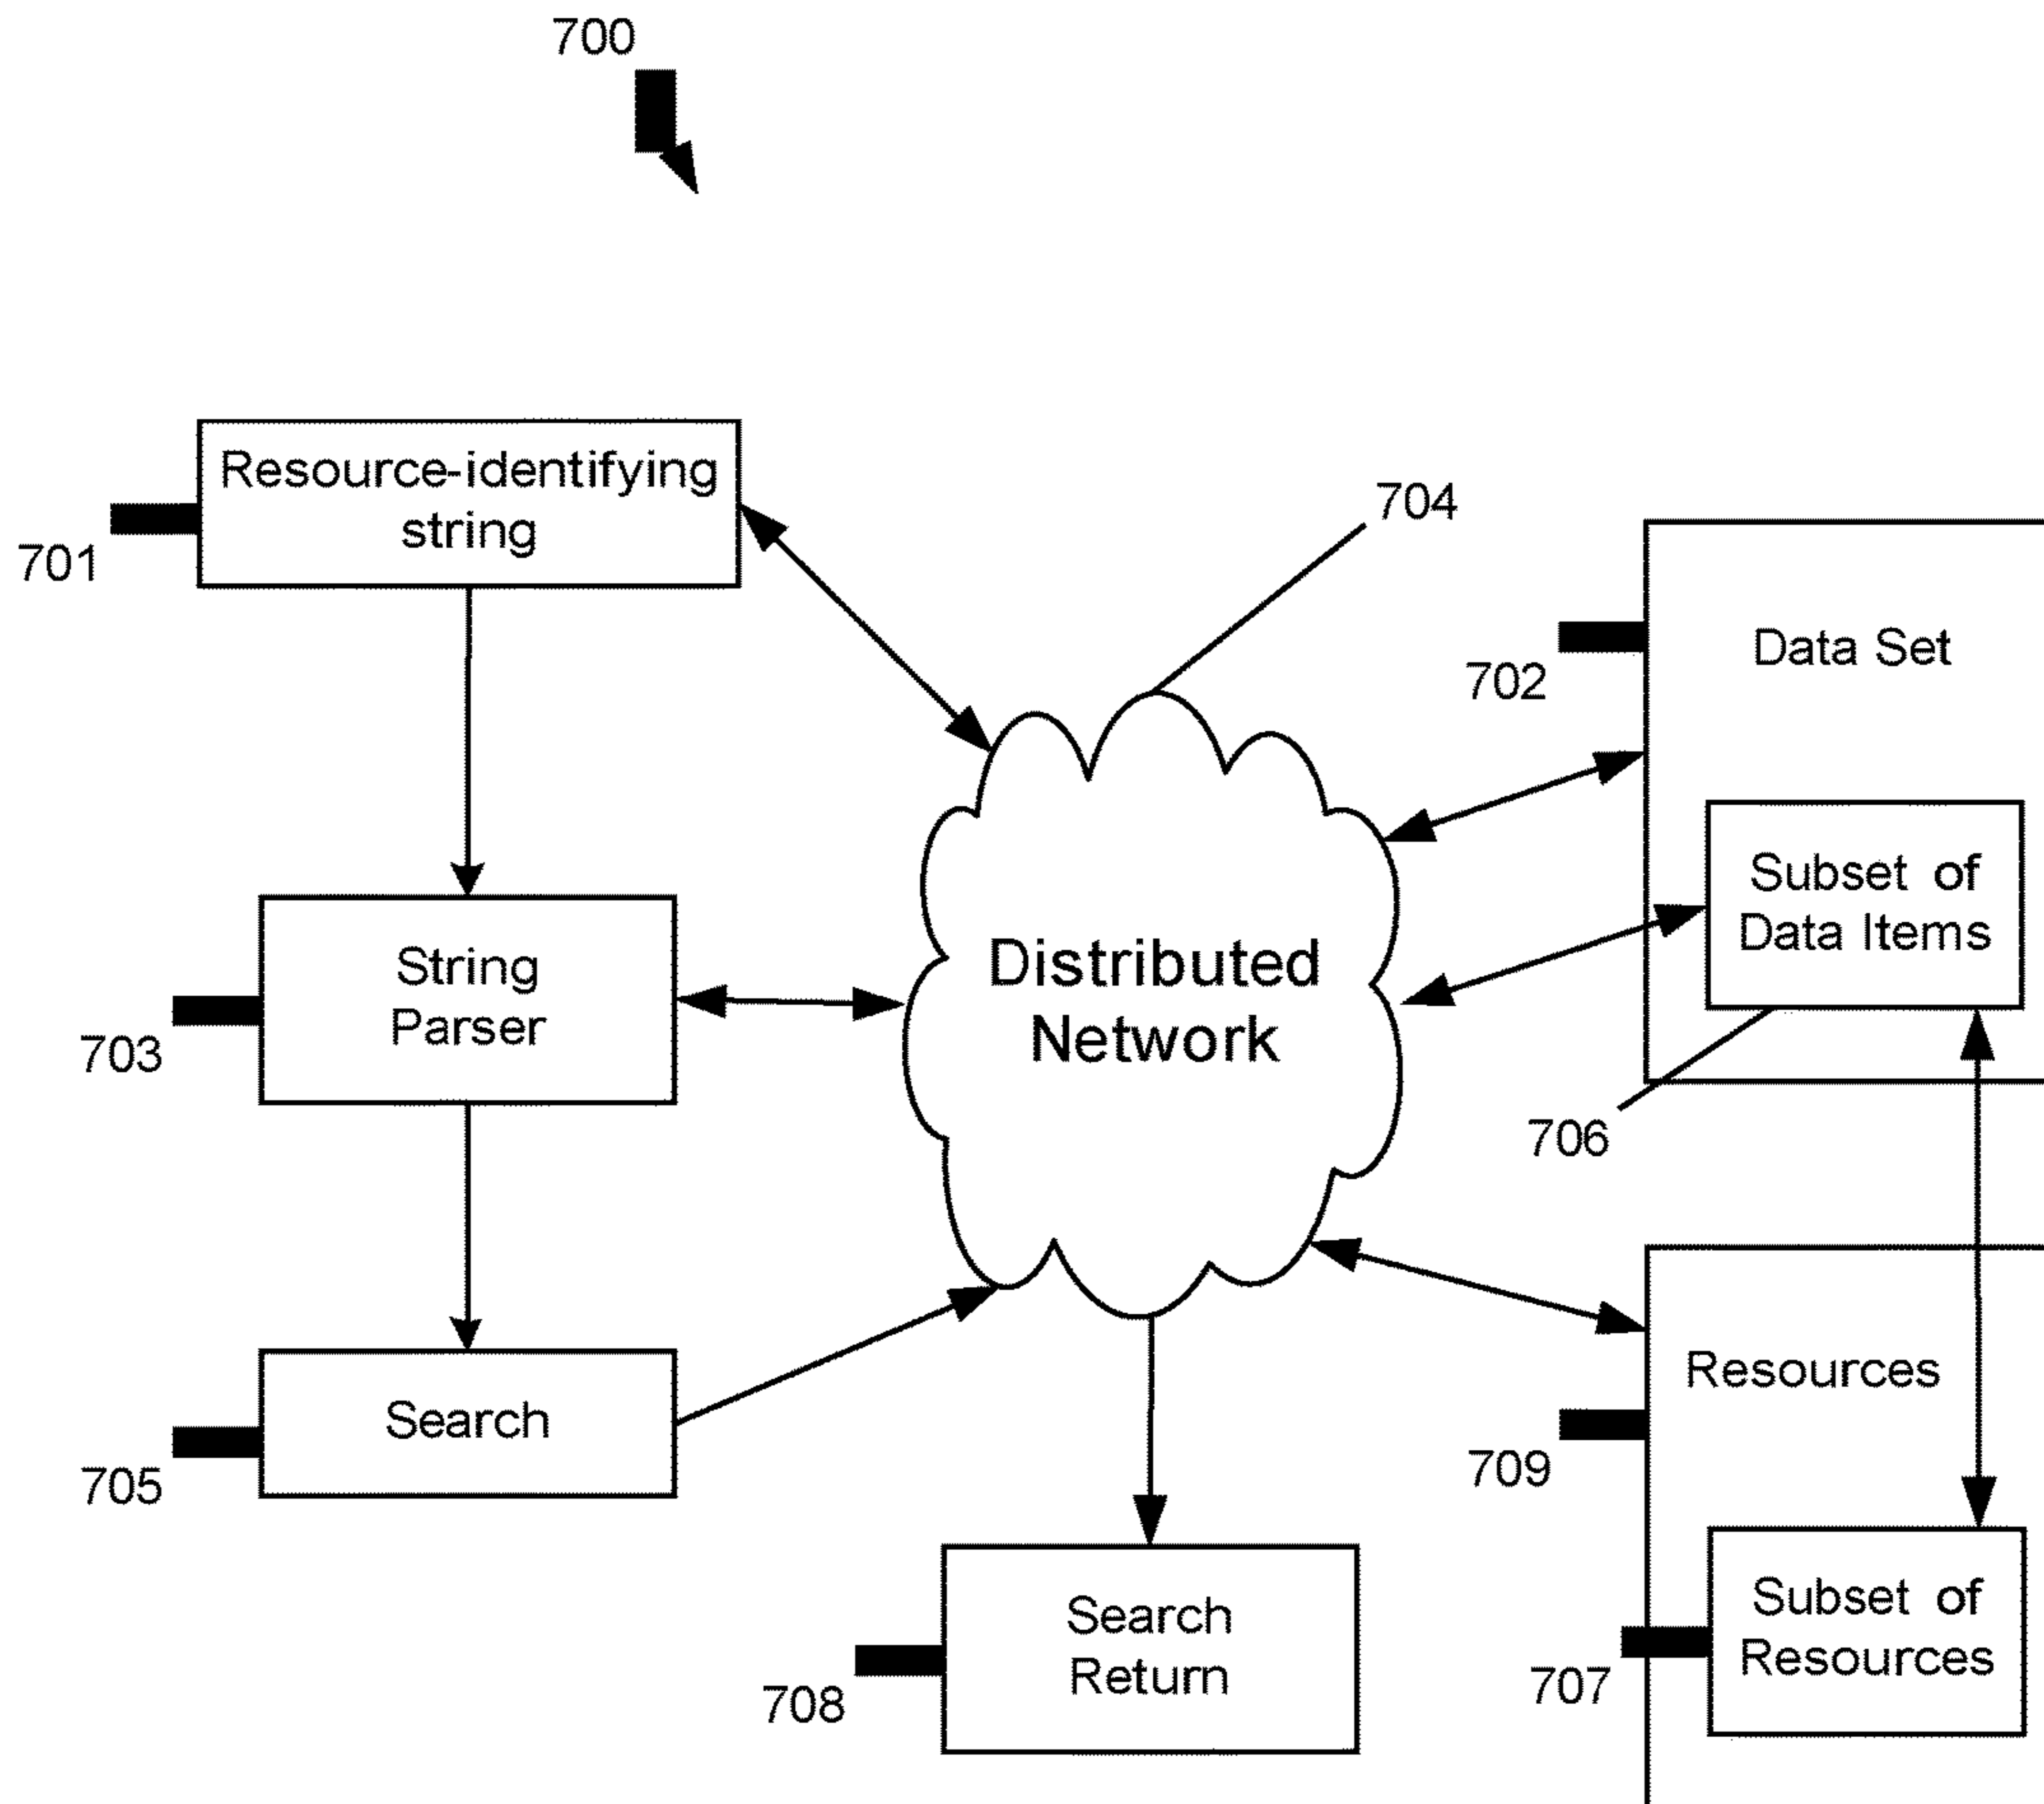 700
Resource-identifying
string
701
704
Data Set
702
Subset of
Data Items
String
Parser
703
Distributed
Network
706
Search
705
Resources
709
Search
Return
708
Subset of
Resources
707